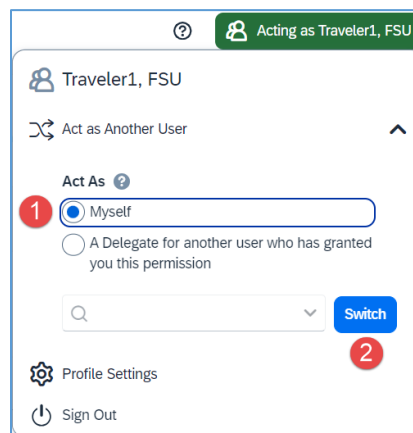 Acting as Traveler1, FSU
Traveler1, FSU
Act as Another User
Act As ?
1
Myself
A Delegate for another user who has granted
you this permission
Switch
2
Profile Settings
Sign Out